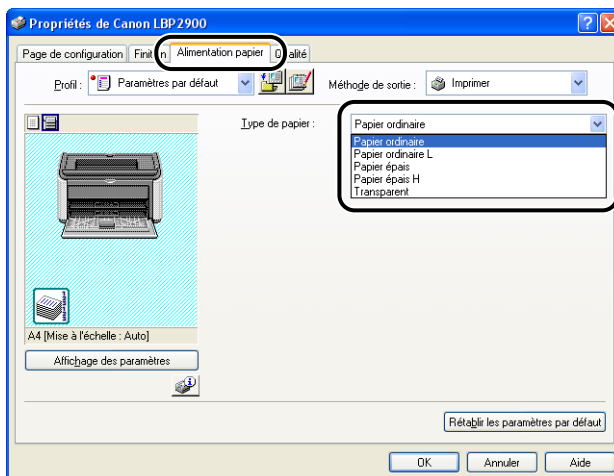 Propriétés de Canon LBP2900
Page de configuration Finition Alimentation papier Qualité
Profil : Paramètres par défaut Méthode de sortie : Imprimer
Type de papier : Papier ordinaire
Papier ordinaire
Papier ordinaire L
Papier épais
Papier épais H
Transparent
A4 [Mise à l'échelle : Auto]
Affichage des paramètres
Rétablir les paramètres par défaut
OK Annuler Aide